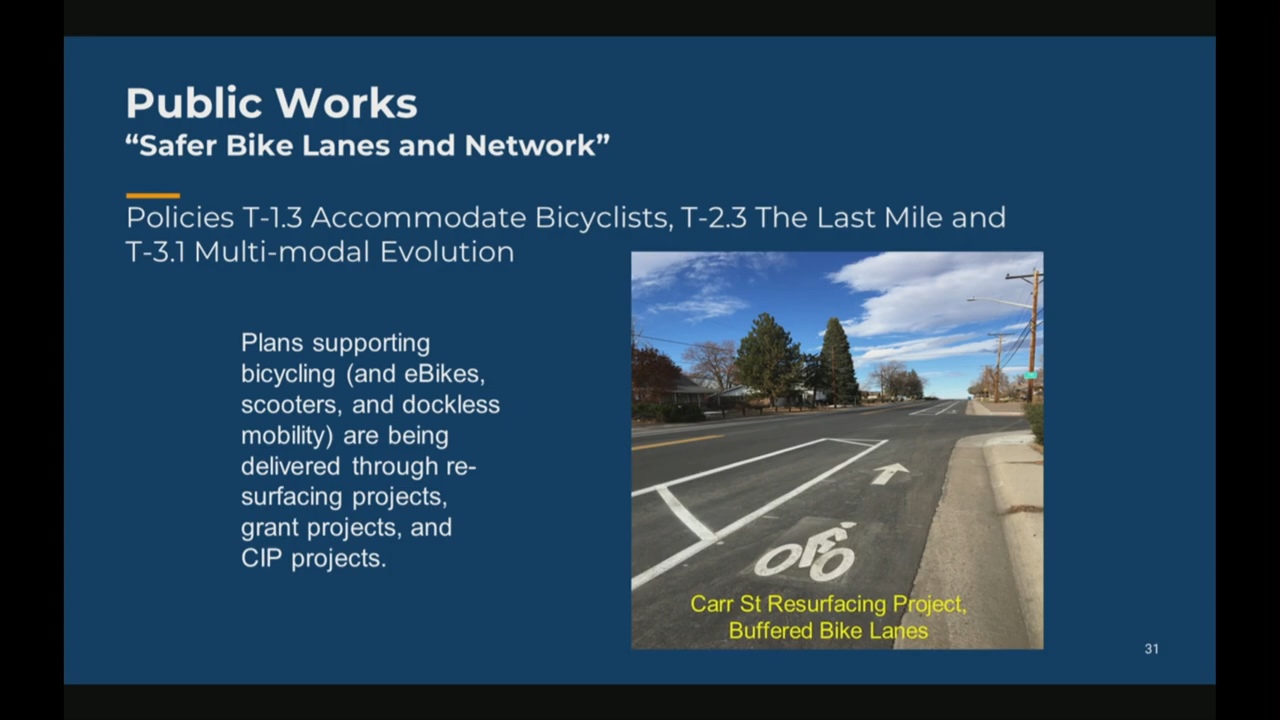 Public Works
“Safer Bike Lanes and Network”
Policies T-1.3 Accommodate Bicyclists, T-2.3 The Last Mile and
T-3.1 Multi-modal Evolution
Plans supporting
bicycling (and eBikes,
scooters, and dockless
mobility) are being
delivered through re-
surfacing projects,
grant projects, and
CIP projects.
Carr St Resurfacing Project,
Buffered Bike Lanes
31